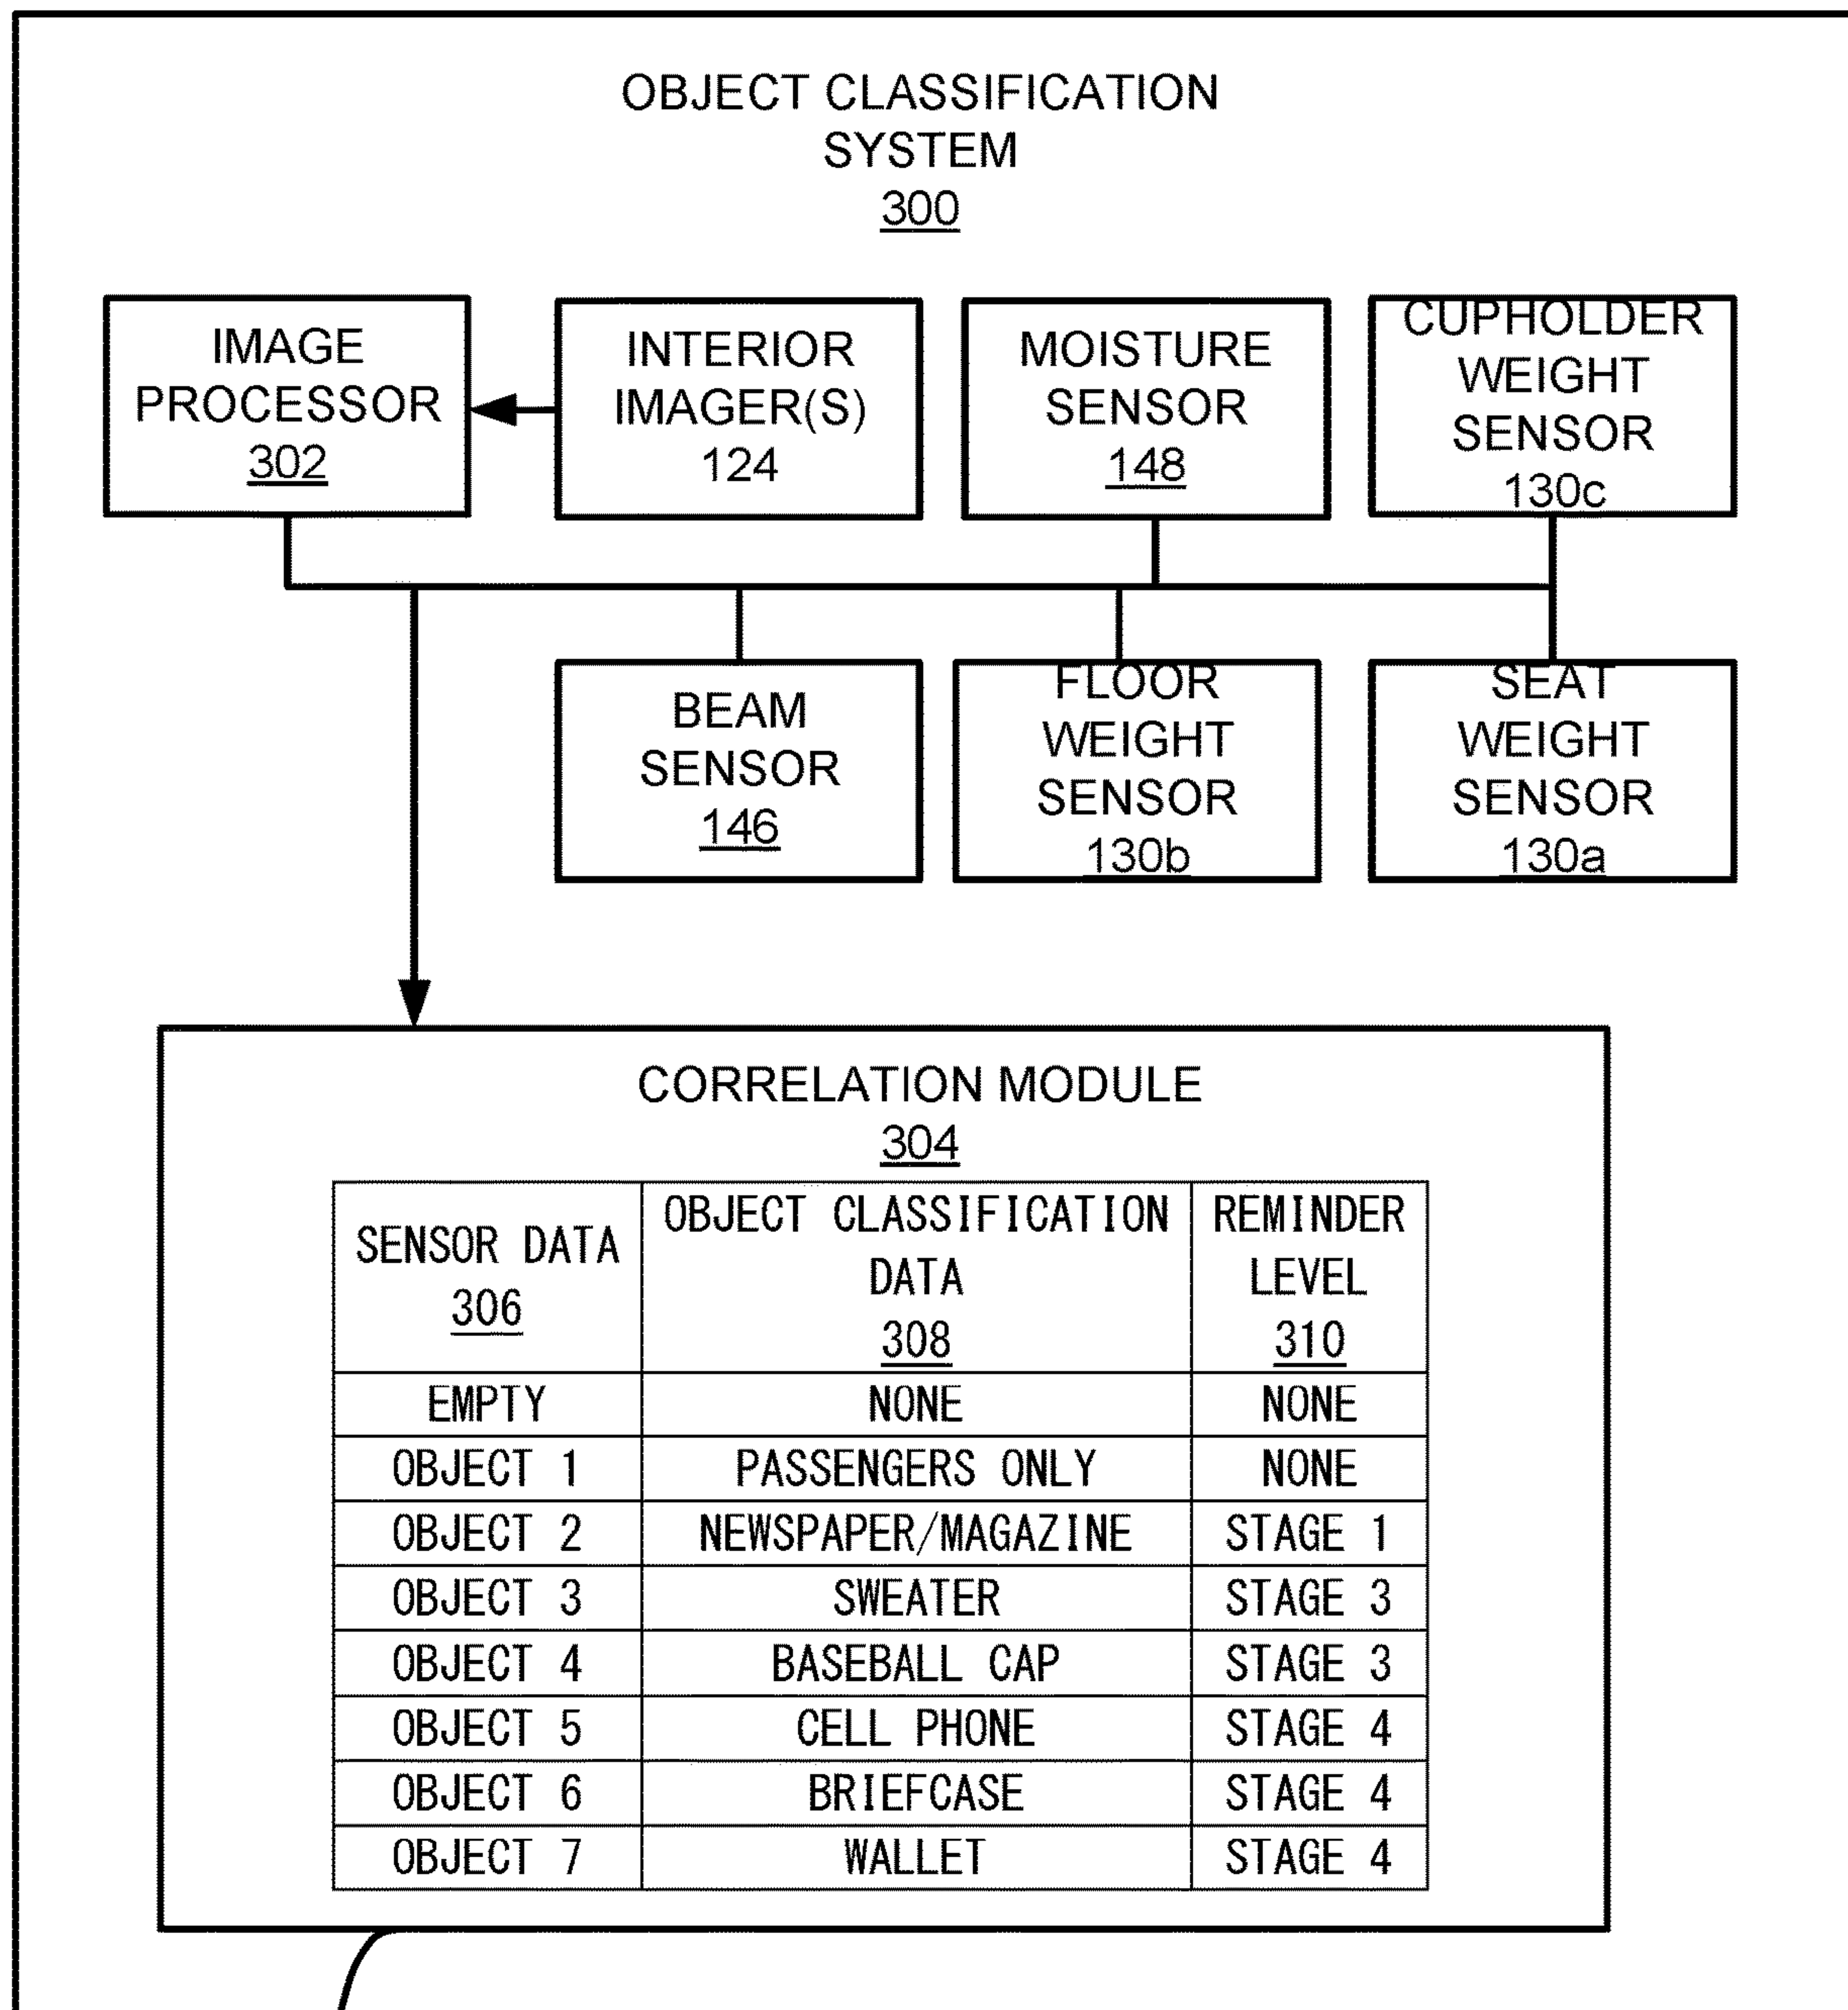 OBJECT CLASSIFICATION
SYSTEM
300
IMAGE
PROCESSOR
302
INTERIOR
IMAGER(S)
124
MOISTURE
SENSOR
148
CUPHOLDER
WEIGHT
SENSOR
130c
BEAM
SENSOR
146
FLOOR
WEIGHT
SENSOR
130b
SEAT
WEIGHT
SENSOR
130a
CORRELATION MODULE
304
SENSOR DATA
306
OBJECT CLASSIFICATION
DATA
308
REMINDER
LEVEL
310
EMPTY NONE NONE
OBJECT 1 PASSENGERS ONLY NONE
OBJECT 2 NEWSPAPER/MAGAZINE STAGE 1
OBJECT 3 SWEATER STAGE 3
OBJECT 4 BASEBALL CAP STAGE 3
OBJECT 5 CELL PHONE STAGE 4
OBJECT 6 BRIEFCASE STAGE 4
OBJECT 7 WALLET STAGE 4